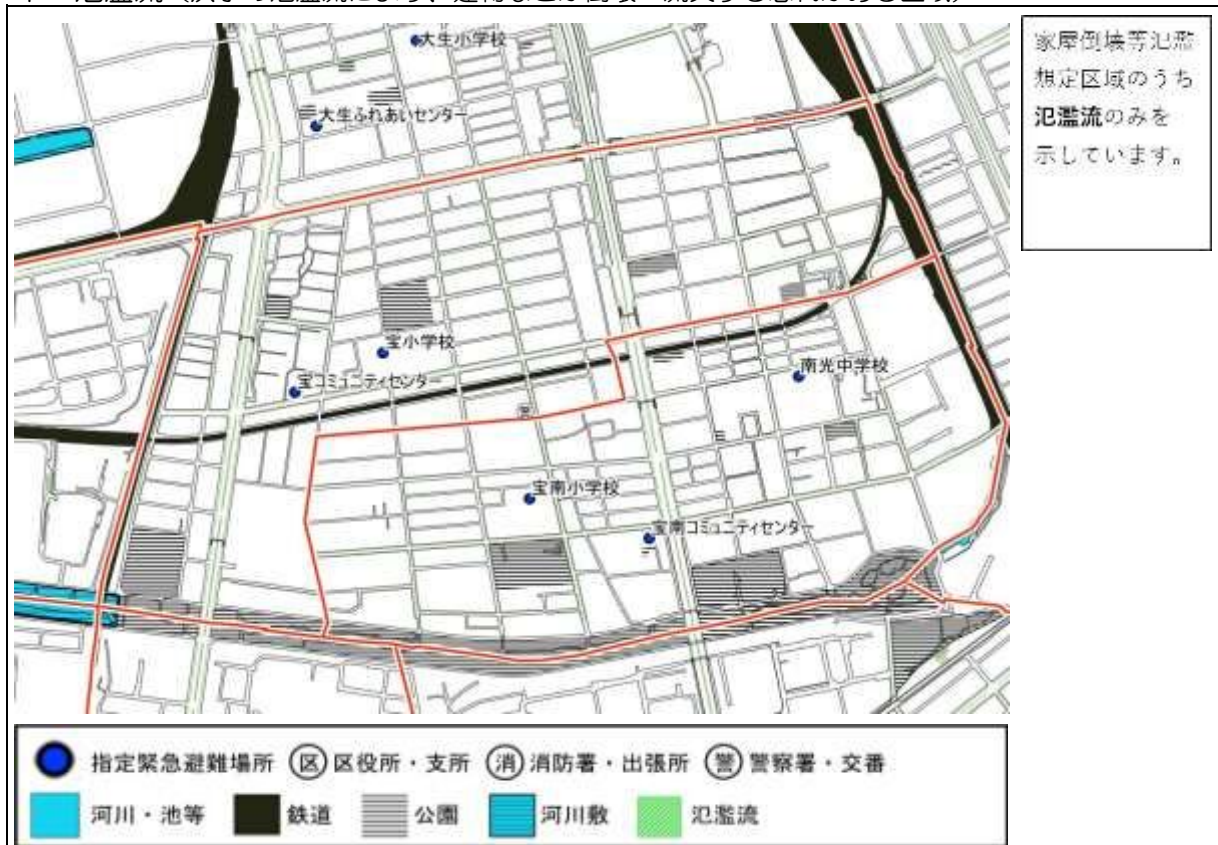 家屋倒壊等氾濫
想定区域のうち
氾濫流のみを
示しています。
大生小学校
大生ふれあいセンター
宝小学校
宝コミュニティセンター
南光中学校
宝南小学校
宝南コミュニティセンター
指定緊急避難場所 区 区役所・支所 消 消防署・出張所 警 警察署・交番
河川・池等 鉄道 公園 河川敷 氾濫流